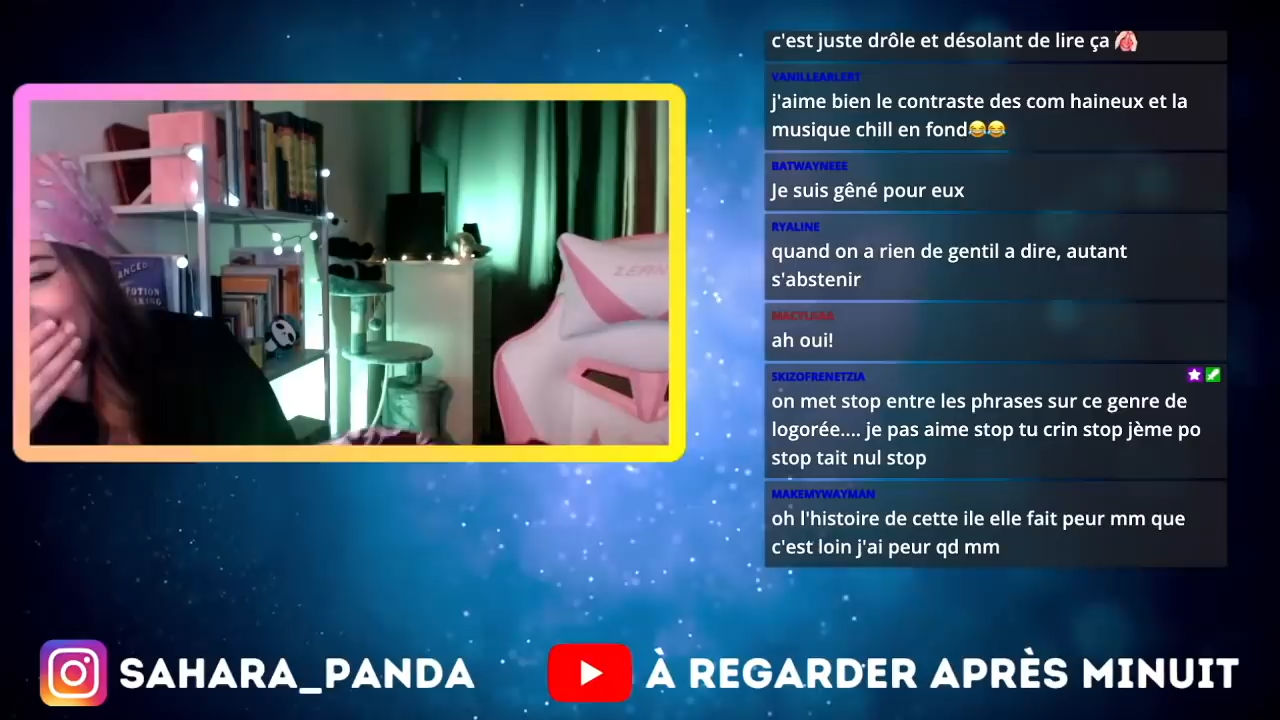 c'est juste drôle et désolant de lire ça
VANILLEARLERT
j'aime bien le contraste des com haineux et la
musique chill en fond😂😂
BATWAYNEEE
Je suis gêné pour eux
RYALINE
quand on a rien de gentil a dire, autant
s'abstenir
ah oui!
SKIZOFRENETZIA
on met stop entre les phrases sur ce genre de
logorée.... je pas aime stop tu crin stop jème po
stop tait nul stop
MAKEMYWAYMAN
oh l'histoire de cette ile elle fait peur mm que
c'est loin j'ai peur qd mm
ANCED
POTION
KING
SAHARA_PANDA
À REGARDER APRÈS MINUIT